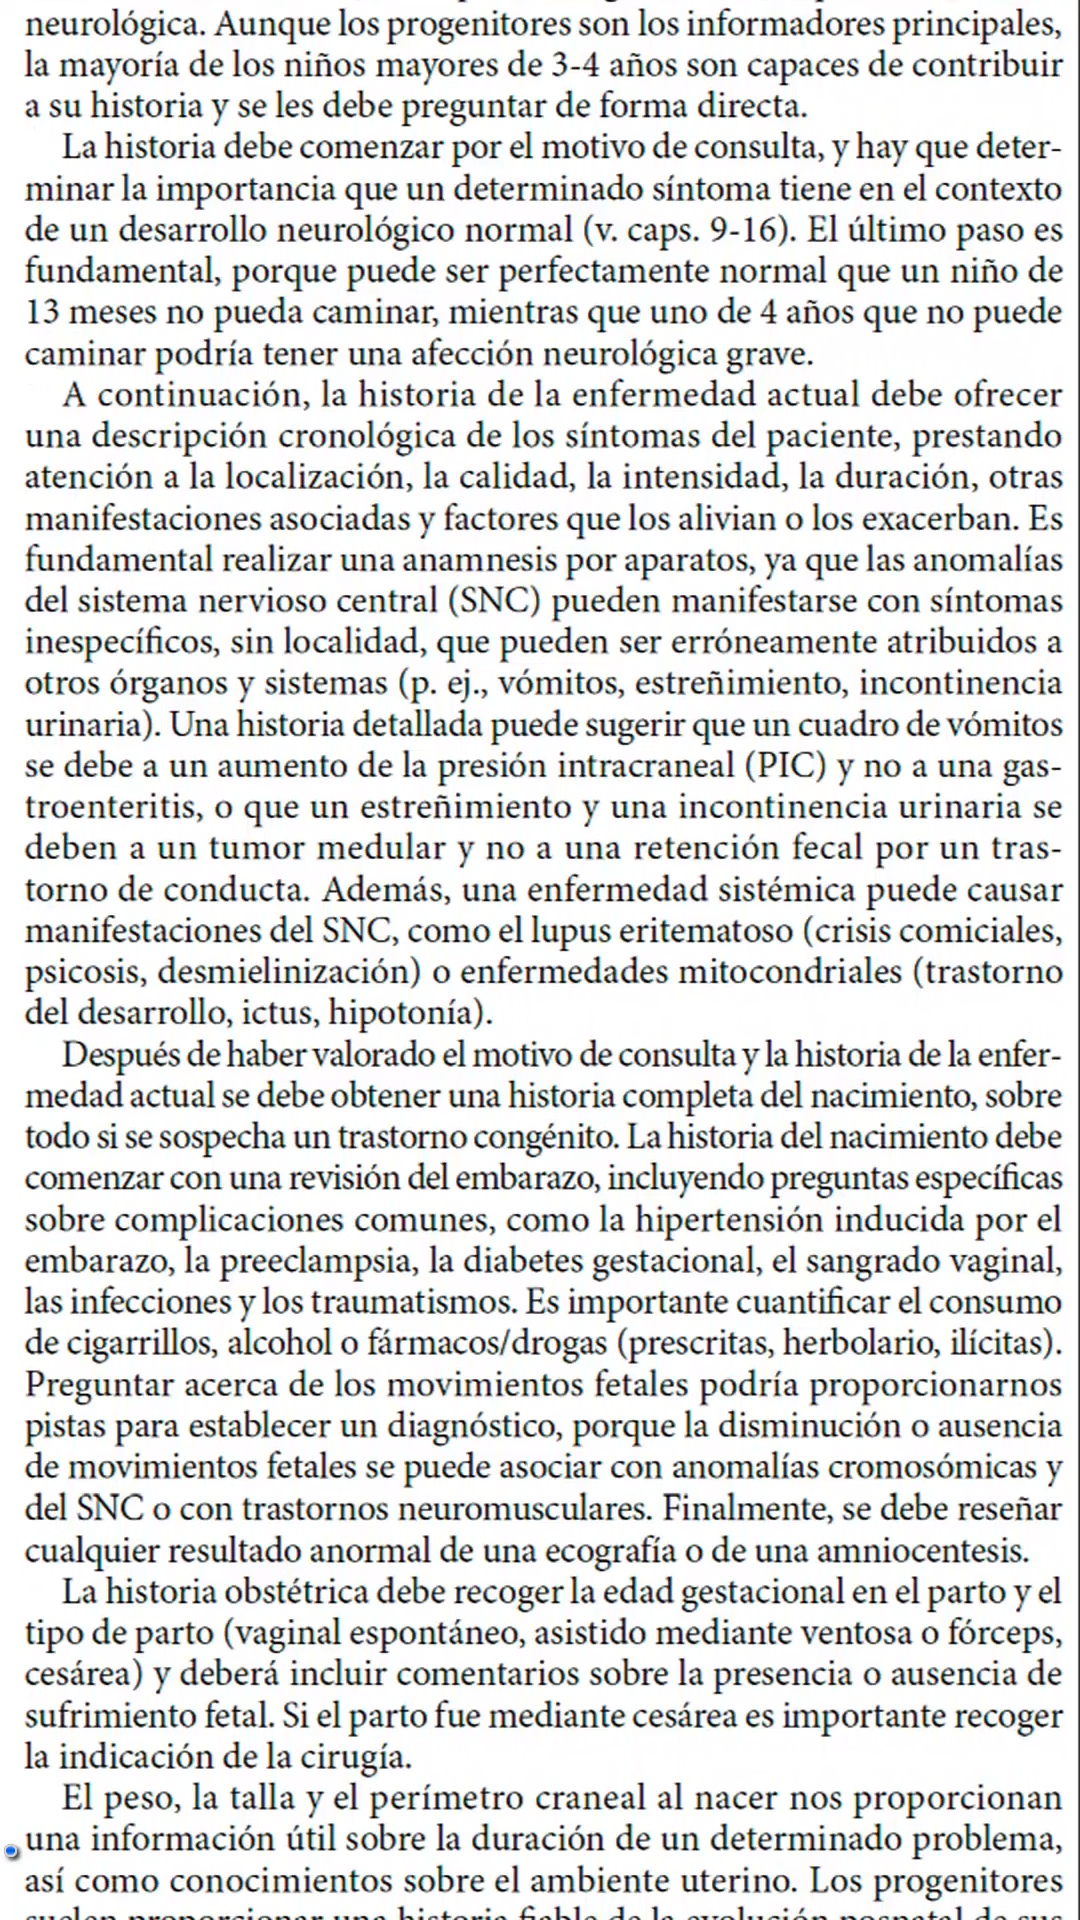 neurológica. Aunque los progenitores son los informadores principales,
la mayoría de los niños mayores de 3-4 años son capaces de contribuir
a su historia y se les debe preguntar de forma directa.
La historia debe comenzar por el motivo de consulta, y hay que deter-
minar la importancia que un determinado síntoma tiene en el contexto
de un desarrollo neurológico normal (v. caps. 9-16). El último paso es
fundamental, porque puede ser perfectamente normal que un niño de
13 meses no pueda caminar, mientras que uno de 4 años que no puede
caminar podría tener una afección neurológica grave.
A continuación, la historia de la enfermedad actual debe ofrecer
una descripción cronológica de los síntomas del paciente, prestando
atención a la localización, la calidad, la intensidad, la duración, otras
manifestaciones asociadas y factores que los alivian o los exacerban. Es
fundamental realizar una anamnesis por aparatos, ya que las anomalías
del sistema nervioso central (SNC) pueden manifestarse con síntomas
inespecíficos, sin localidad, que pueden ser erróneamente atribuidos a
otros órganos y sistemas (p. ej., vómitos, estreñimiento, incontinencia
urinaria). Una historia detallada puede sugerir que un cuadro de vómitos
se debe a un aumento de la presión intracraneal (PIC) y no a una gas-
troenteritis, o que un estreñimiento y una incontinencia urinaria se
deben a un tumor medular y no a una retención fecal por un tras-
torno de conducta. Además, una enfermedad sistémica puede causar
manifestaciones del SNC, como el lupus eritematoso (crisis comiciales,
psicosis, desmielinización) o enfermedades mitocondriales (trastorno
del desarrollo, ictus, hipotonía).
Después de haber valorado el motivo de consulta y la historia de la enfer-
medad actual se debe obtener una historia completa del nacimiento, sobre
todo si se sospecha un trastorno congénito. La historia del nacimiento debe
comenzar con una revisión del embarazo, incluyendo preguntas específicas
sobre complicaciones comunes, como la hipertensión inducida por el
embarazo, la preeclampsia, la diabetes gestacional, el sangrado vaginal,
las infecciones y los traumatismos. Es importante cuantificar el consumo
de cigarrillos, alcohol o fármacos/drogas (prescritas, herbolario, ilícitas).
Preguntar acerca de los movimientos fetales podría proporcionarnos
pistas para establecer un diagnóstico, porque la disminución o ausencia
de movimientos fetales se puede asociar con anomalías cromosómicas y
del SNC o con trastornos neuromusculares. Finalmente, se debe reseñar
cualquier resultado anormal de una ecografía o de una amniocentesis.
La historia obstétrica debe recoger la edad gestacional en el parto y el
tipo de parto (vaginal espontáneo, asistido mediante ventosa o fórceps,
cesárea) y deberá incluir comentarios sobre la presencia o ausencia de
sufrimiento fetal. Si el parto fue mediante cesárea es importante recoger
la indicación de la cirugía.
El peso, la talla y el perímetro craneal al nacer nos proporcionan
una información útil sobre la duración de un determinado problema,
así como conocimientos sobre el ambiente uterino. Los progenitores
suelen proporcionar una historia fiable de la evolución posnatal de sus